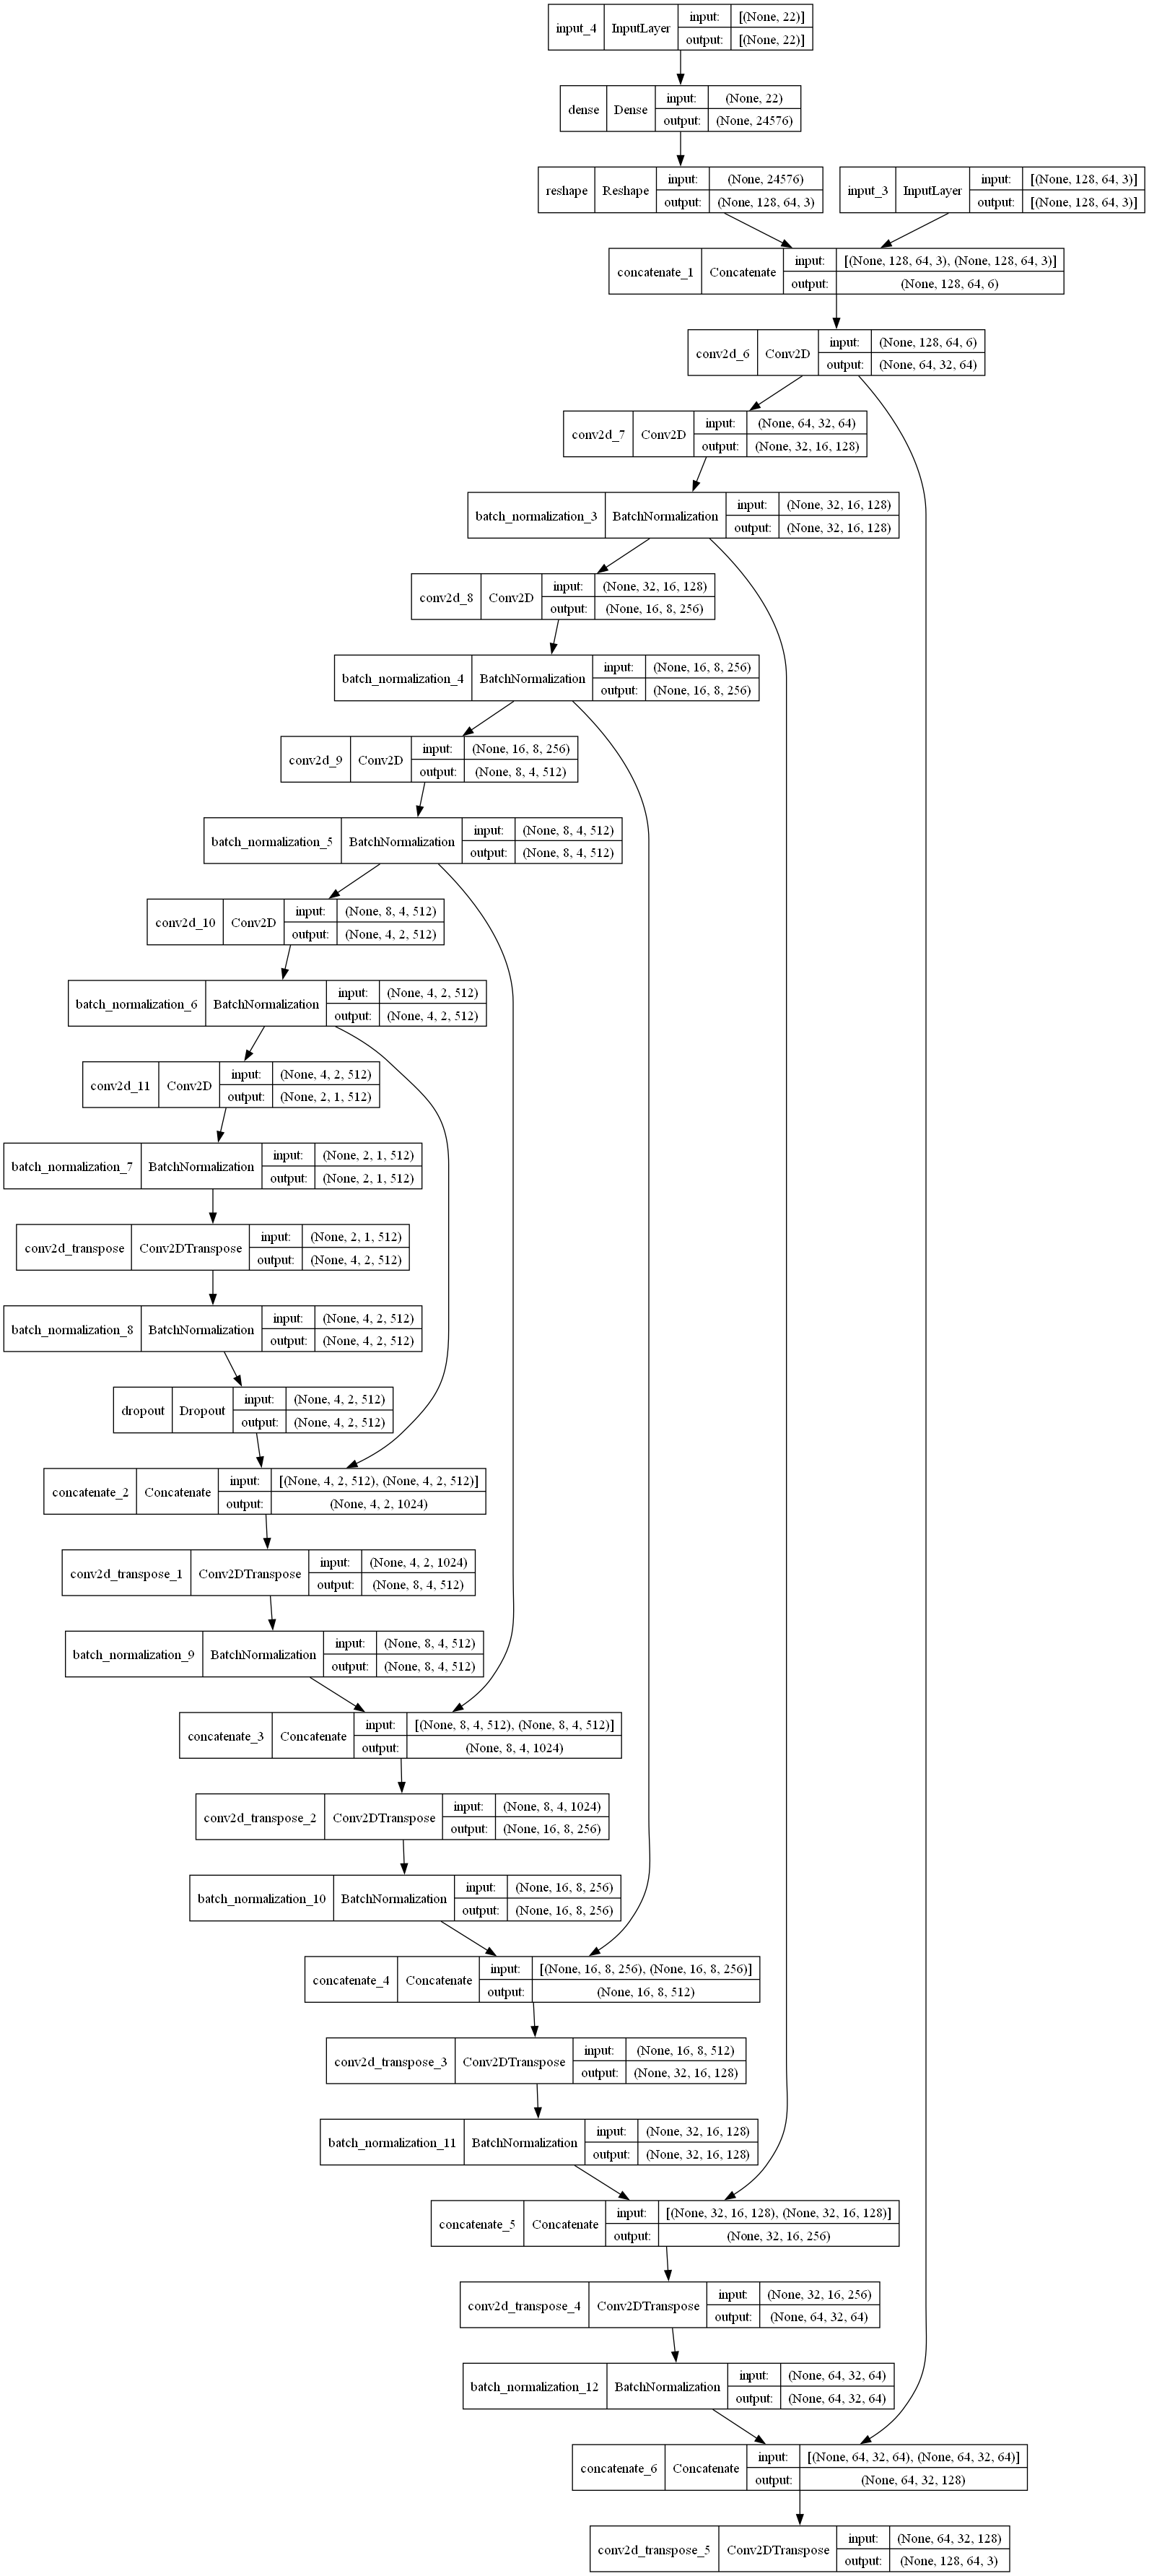 input_4 InputLayer input: [(None, 22)]
output: [(None, 22)]
dense Dense input: (None, 22)
output: (None, 24576)
reshape Reshape input: (None, 24576)
output: (None, 128, 64, 3)
input_3 InputLayer input: [(None, 128, 64, 3)]
output: [(None, 128, 64, 3)]
concatenate_1 Concatenate input: [(None, 128, 64, 3), (None, 128, 64, 3)]
output: (None, 128, 64, 6)
conv2d_6 Conv2D input: (None, 128, 64, 6)
output: (None, 64, 32, 64)
conv2d_7 Conv2D input: (None, 64, 32, 64)
output: (None, 32, 16, 128)
batch_normalization_3 BatchNormalization input: (None, 32, 16, 128)
output: (None, 32, 16, 128)
conv2d_8 Conv2D input: (None, 32, 16, 128)
output: (None, 16, 8, 256)
batch_normalization_4 BatchNormalization input: (None, 16, 8, 256)
output: (None, 16, 8, 256)
conv2d_9 Conv2D input: (None, 16, 8, 256)
output: (None, 8, 4, 512)
batch_normalization_5 BatchNormalization input: (None, 8, 4, 512)
output: (None, 8, 4, 512)
conv2d_10 Conv2D input: (None, 8, 4, 512)
output: (None, 4, 2, 512)
batch_normalization_6 BatchNormalization input: (None, 4, 2, 512)
output: (None, 4, 2, 512)
conv2d_11 Conv2D input: (None, 4, 2, 512)
output: (None, 2, 1, 512)
batch_normalization_7 BatchNormalization input: (None, 2, 1, 512)
output: (None, 2, 1, 512)
conv2d_transpose Conv2DTranspose input: (None, 2, 1, 512)
output: (None, 4, 2, 512)
batch_normalization_8 BatchNormalization input: (None, 4, 2, 512)
output: (None, 4, 2, 512)
dropout Dropout input: (None, 4, 2, 512)
output: (None, 4, 2, 512)
concatenate_2 Concatenate input: [(None, 4, 2, 512), (None, 4, 2, 512)]
output: (None, 4, 2, 1024)
conv2d_transpose_1 Conv2DTranspose input: (None, 4, 2, 1024)
output: (None, 8, 4, 512)
batch_normalization_9 BatchNormalization input: (None, 8, 4, 512)
output: (None, 8, 4, 512)
concatenate_3 Concatenate input: [(None, 8, 4, 512), (None, 8, 4, 512)]
output: (None, 8, 4, 1024)
conv2d_transpose_2 Conv2DTranspose input: (None, 8, 4, 1024)
output: (None, 16, 8, 256)
batch_normalization_10 BatchNormalization input: (None, 16, 8, 256)
output: (None, 16, 8, 256)
concatenate_4 Concatenate input: [(None, 16, 8, 256), (None, 16, 8, 256)]
output: (None, 16, 8, 512)
conv2d_transpose_3 Conv2DTranspose input: (None, 16, 8, 512)
output: (None, 32, 16, 128)
batch_normalization_11 BatchNormalization input: (None, 32, 16, 128)
output: (None, 32, 16, 128)
concatenate_5 Concatenate input: [(None, 32, 16, 128), (None, 32, 16, 128)]
output: (None, 32, 16, 256)
conv2d_transpose_4 Conv2DTranspose input: (None, 32, 16, 256)
output: (None, 64, 32, 64)
batch_normalization_12 BatchNormalization input: (None, 64, 32, 64)
output: (None, 64, 32, 64)
concatenate_6 Concatenate input: [(None, 64, 32, 64), (None, 64, 32, 64)]
output: (None, 64, 32, 128)
conv2d_transpose_5 Conv2DTranspose input: (None, 64, 32, 128)
output: (None, 128, 64, 3)